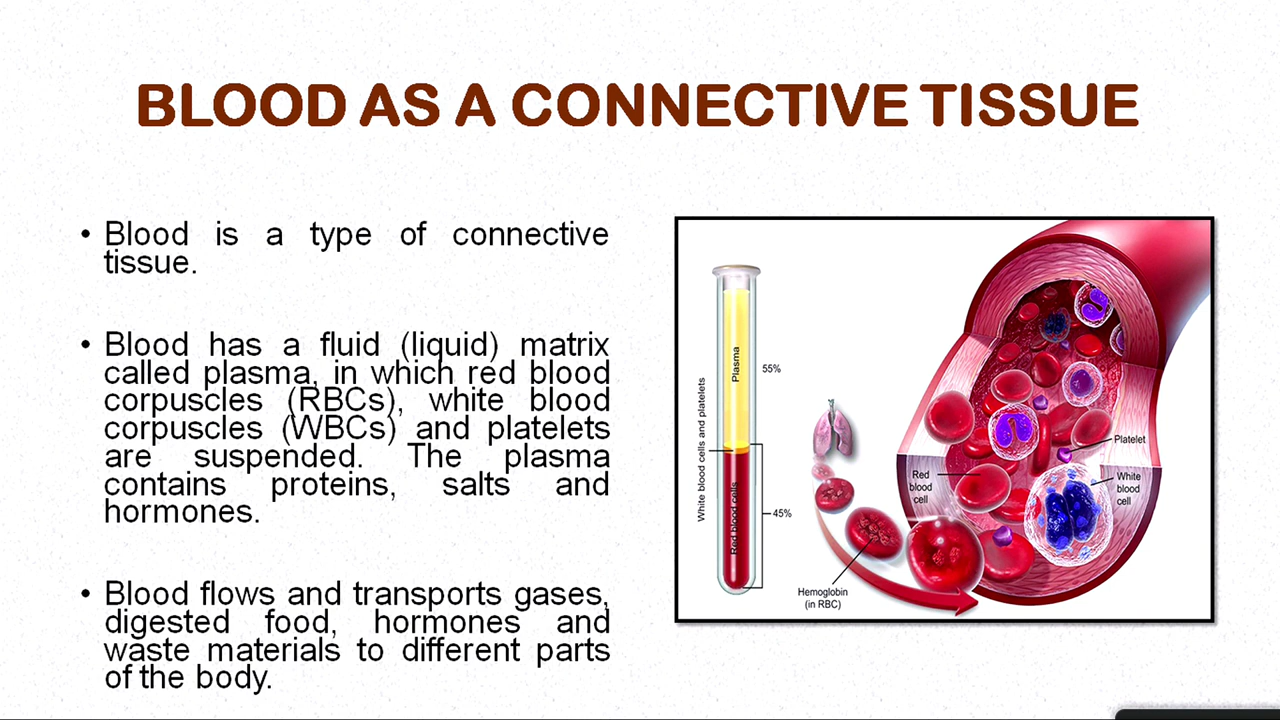 BLOOD AS A CONNECTIVE TISSUE
• Blood is a type of connective
tissue.
• Blood has a fluid (liquid) matrix
called plasma, in which red blood
corpuscles (RBCs), white blood
corpuscles (WBCs) and platelets
are suspended. The plasma
contains proteins, salts and
hormones.
• Blood flows and transports gases,
digested food, hormones and
waste materials to different parts
of the body.
White blood cells and platelets
Plasma
55%
Red blood cells
45%
Hemoglobin
(in RBC)
Red
blood
cell
Platelet
White
blood
cell